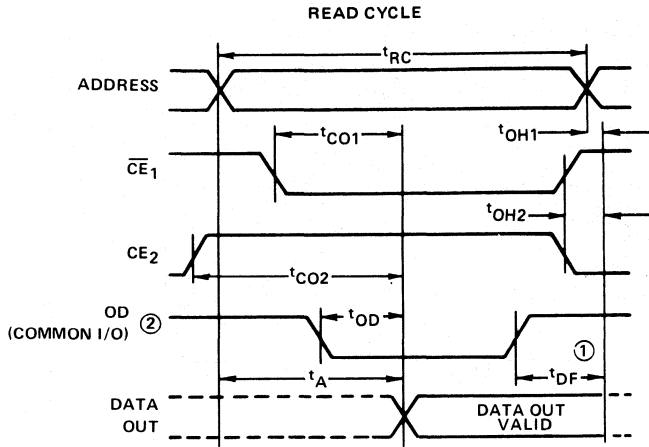 READ CYCLE
tRC
ADDRESS
tCO1
tOH1
CE1
tOH2
CE2
tCO2
OD
(COMMON I/O) ②
tOD
①
tDF
tA
DATA
OUT
DATA OUT
VALID